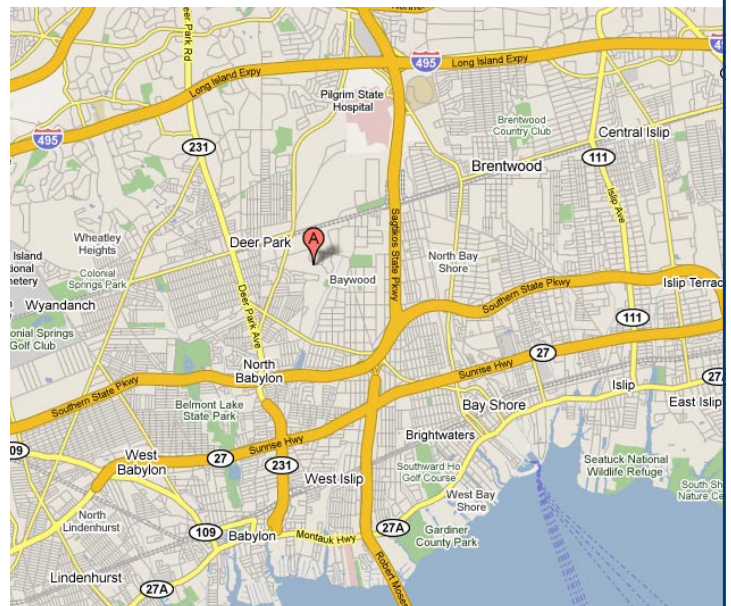 Northern
Deer Park Rd
495
Long Island Expy
Long Island Expy
Pilgrim State
Hospital
Brentwood
Country Club
Central Islip
495
231
111
Brentwood
Islip Ave
Wheatley
Heights
Deer Park
A
Sagtikos State Pkwy
North Bay
Shore
Island
Colonial
Springs Park
Baywood
Southern State Pkwy
Islip Terrac
Wyandanch
Deer Park Ave
onial Springs
Golf Club
111
27
North
Babylon
Sunrise Hwy
Southern State Pkwy
Islip
27
Belmont Lake
State Park
Bay Shore
East Islip
Brightwaters
09
West
Babylon
27
Sunrise Hwy
231
West Islip
Southward Ho
Golf Course
Seatuck National
Wildlife Refuge
South Sh
Nature Ce
West Bay
Shore
North
Lindenhurst
109
Babylon
Montauk Hwy
27A
Gardiner
County Park
Lindenhurst
27A
Robert Moses